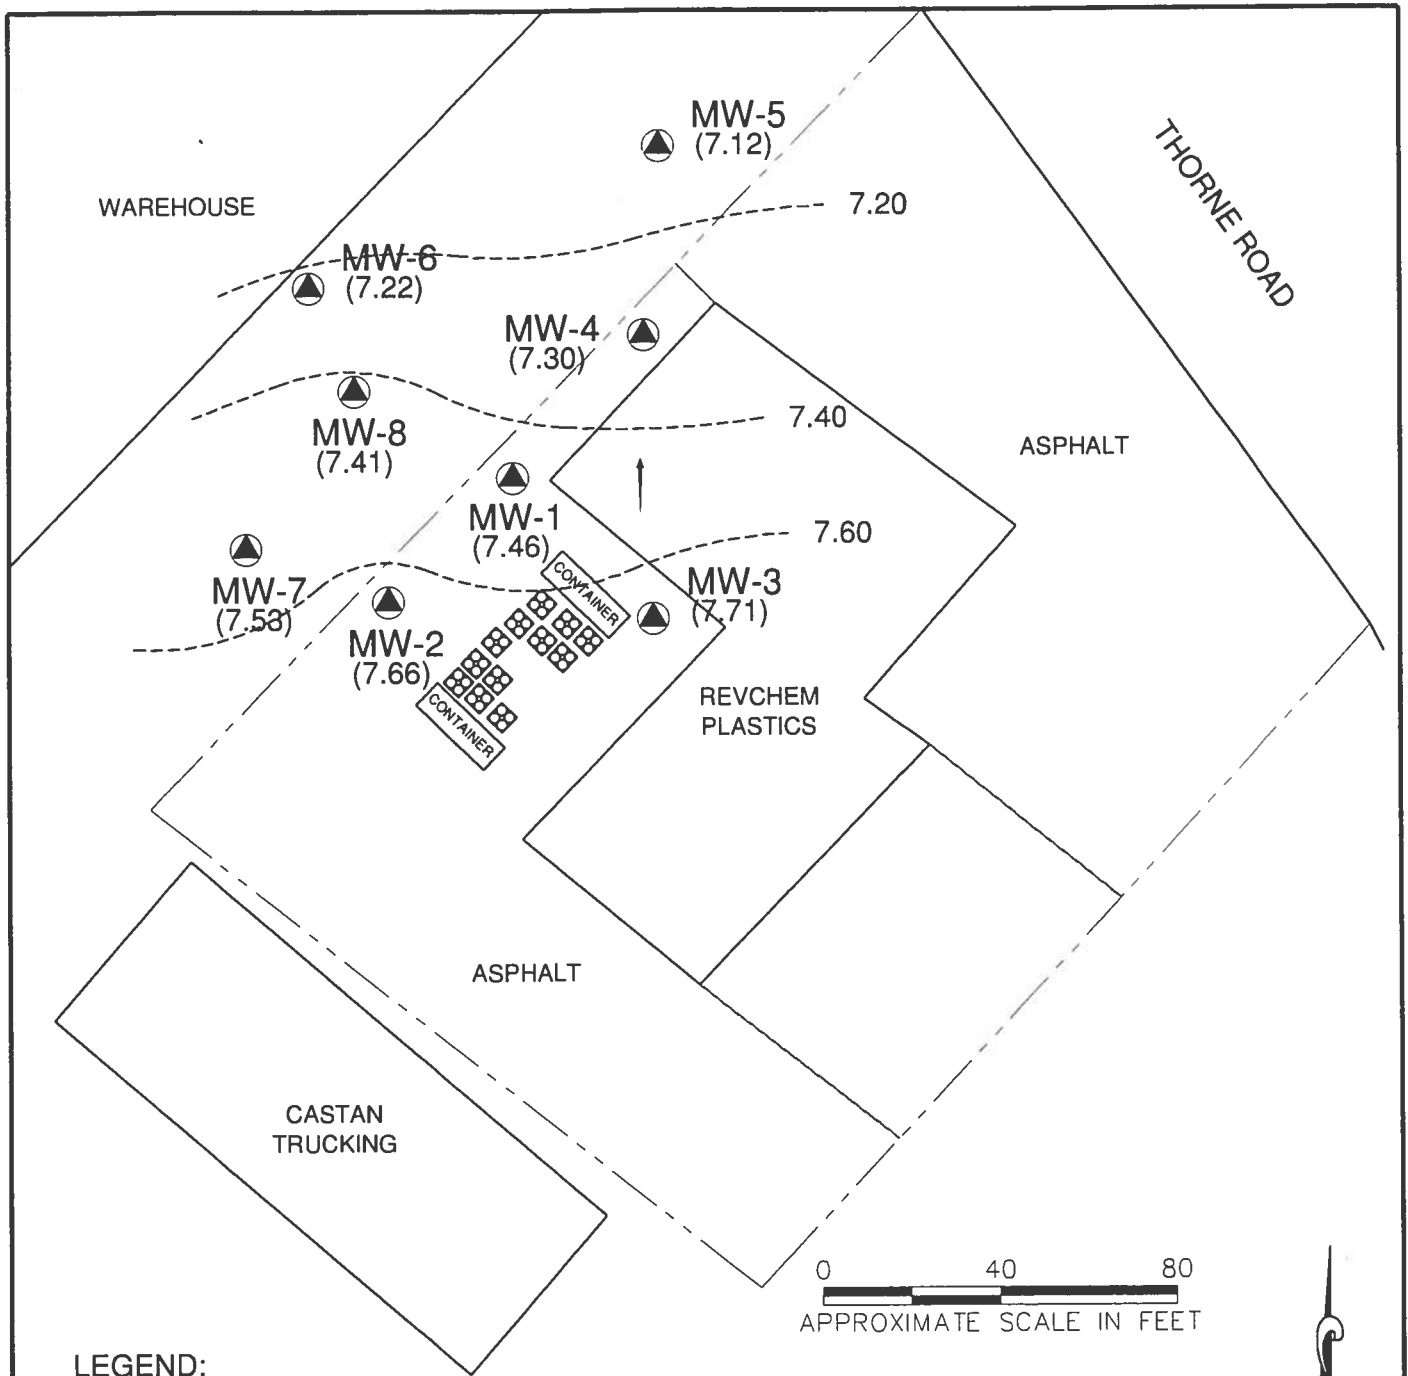 MW-5
(7.12)
THORNE ROAD
WAREHOUSE
7.20
MW-6
(7.22)
MW-4
(7.30)
7.40
MW-8
(7.41)
ASPHALT
MW-1
(7.46)
7.60
CONTAINER
MW-7
(7.53)
MW-3
(7.71)
MW-2
(7.66)
CONTAINER
REVCHEM
PLASTICS
ASPHALT
CASTAN
TRUCKING
0 40 80
APPROXIMATE SCALE IN FEET
LEGEND: